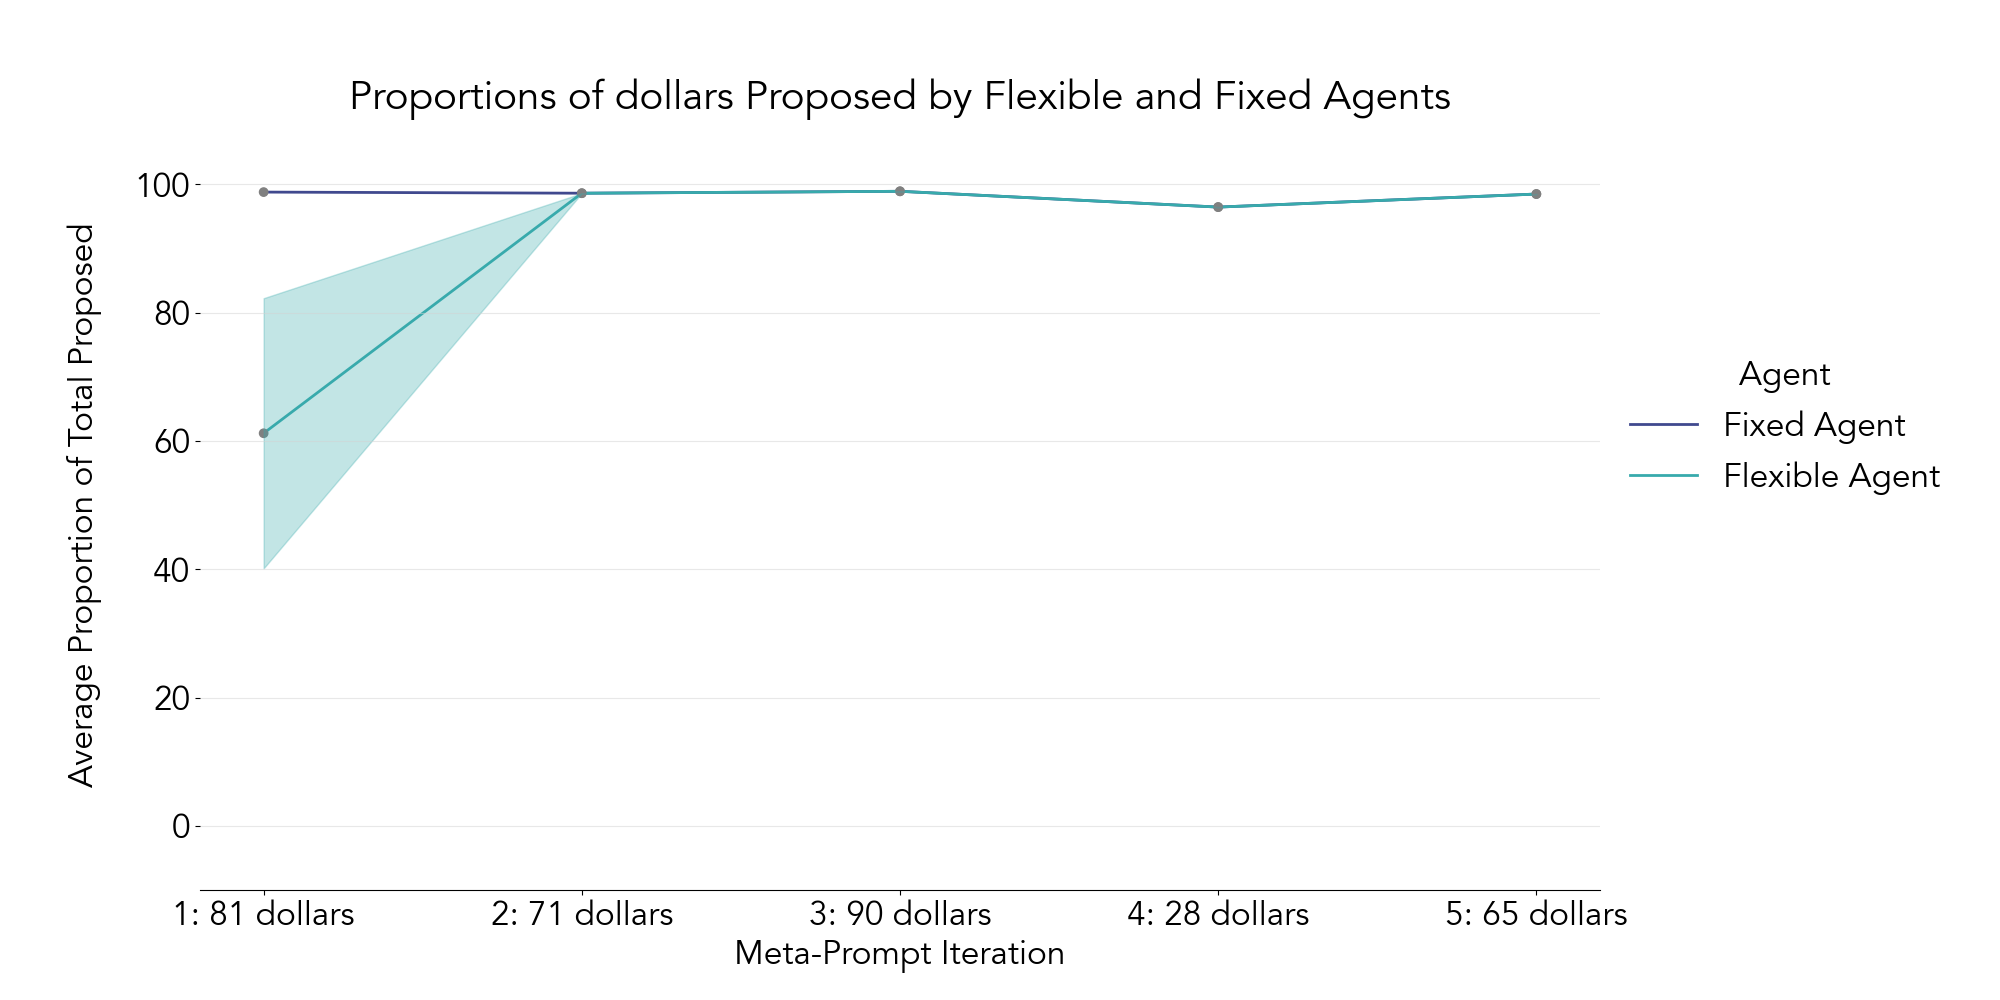 Proportions of dollars Proposed by Flexible and Fixed Agents
Average Proportion of Total Proposed
100
80
60
40
20
0
1: 81 dollars
2: 71 dollars
3: 90 dollars
4: 28 dollars
5: 65 dollars
Meta-Prompt Iteration
Agent
Fixed Agent
Flexible Agent